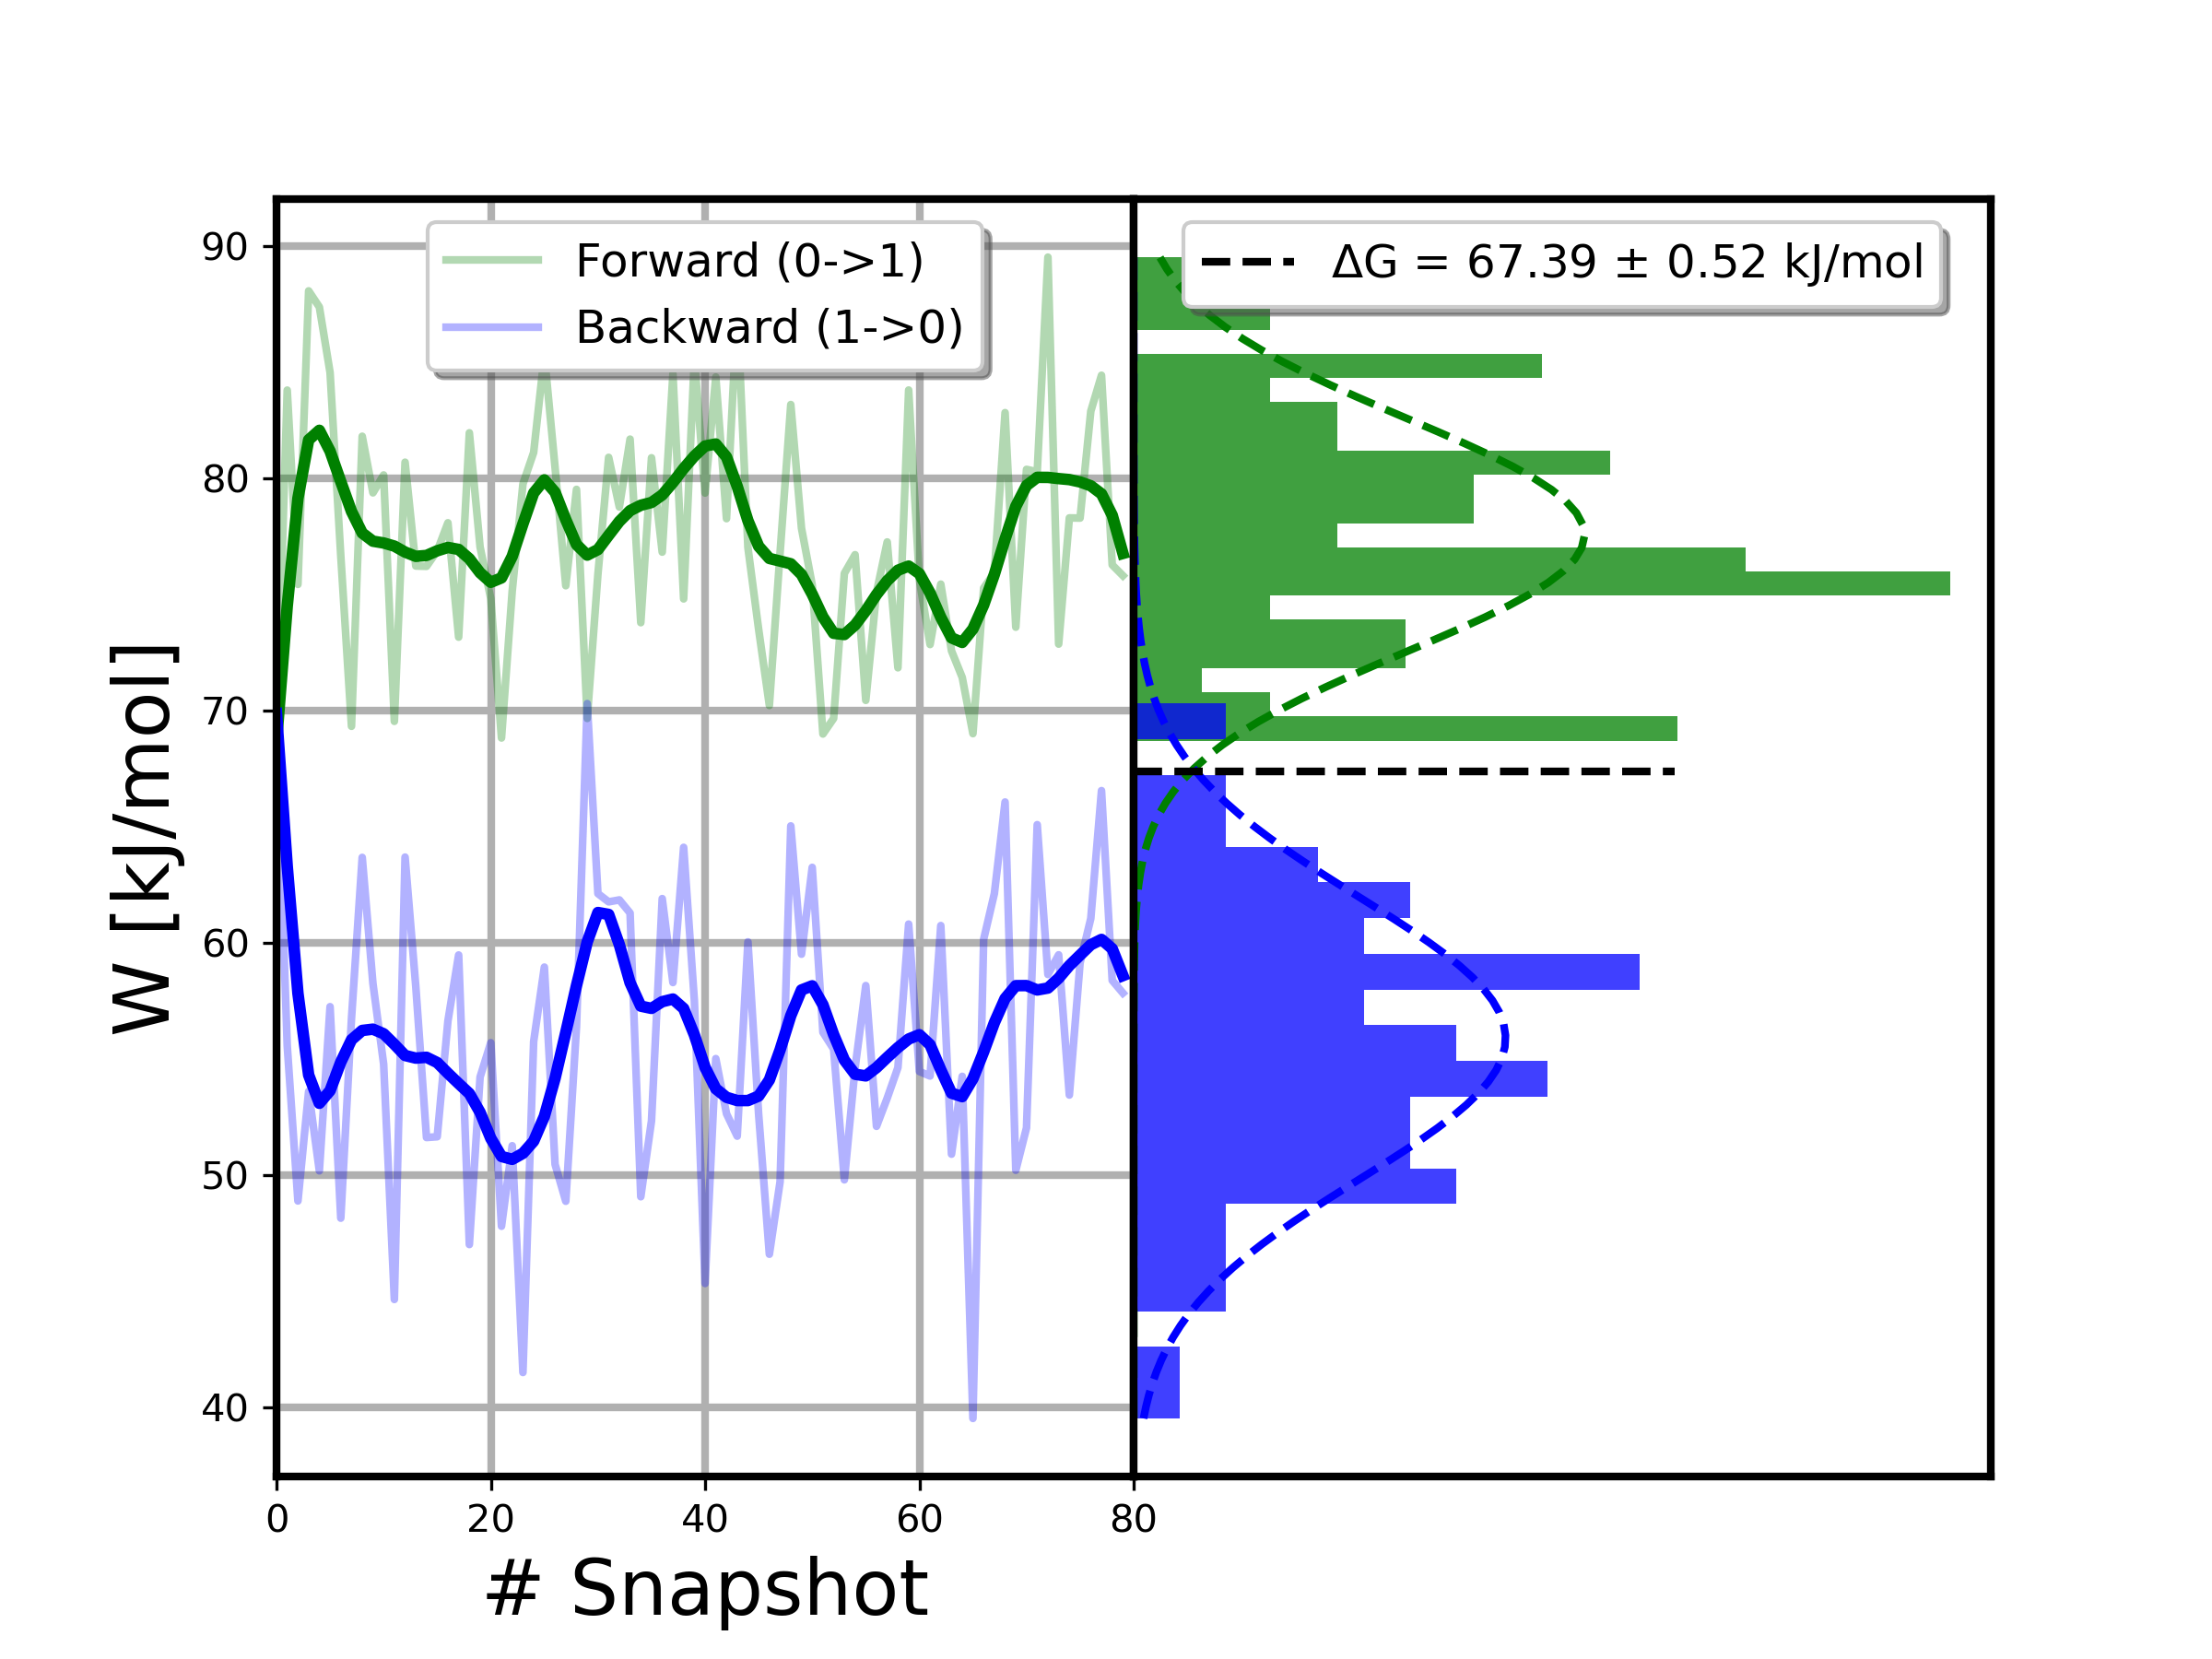 Forward (0->1)
Backward (1->0)
ΔG = 67.39 ± 0.52 kJ/mol
W [kJ/mol]
90
80
70
60
50
40
0 20 40 60 80
# Snapshot